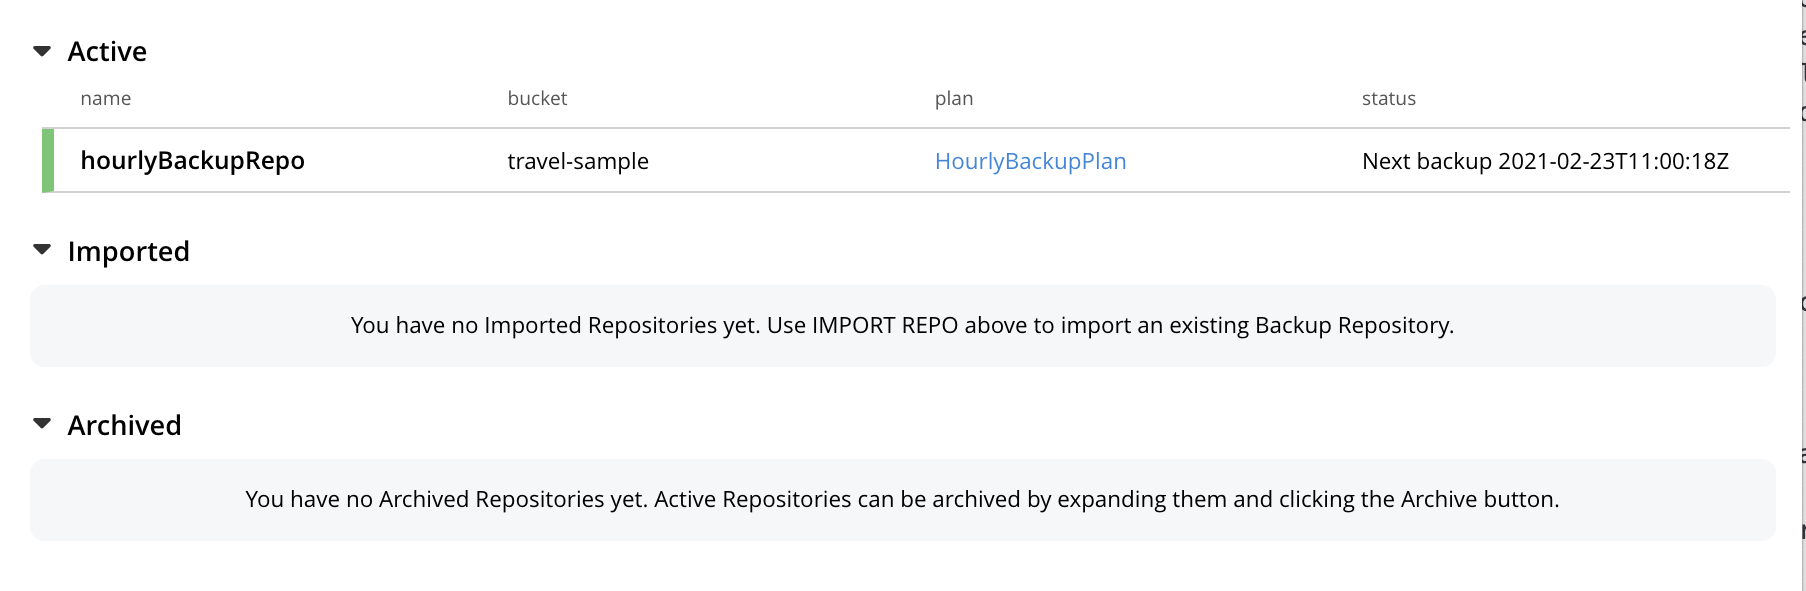 Active
name bucket plan status
hourlyBackupRepo travel-sample HourlyBackupPlan Next backup 2021-02-23T11:00:18Z
Imported
You have no Imported Repositories yet. Use IMPORT REPO above to import an existing Backup Repository.
Archived
You have no Archived Repositories yet. Active Repositories can be archived by expanding them and clicking the Archive button.